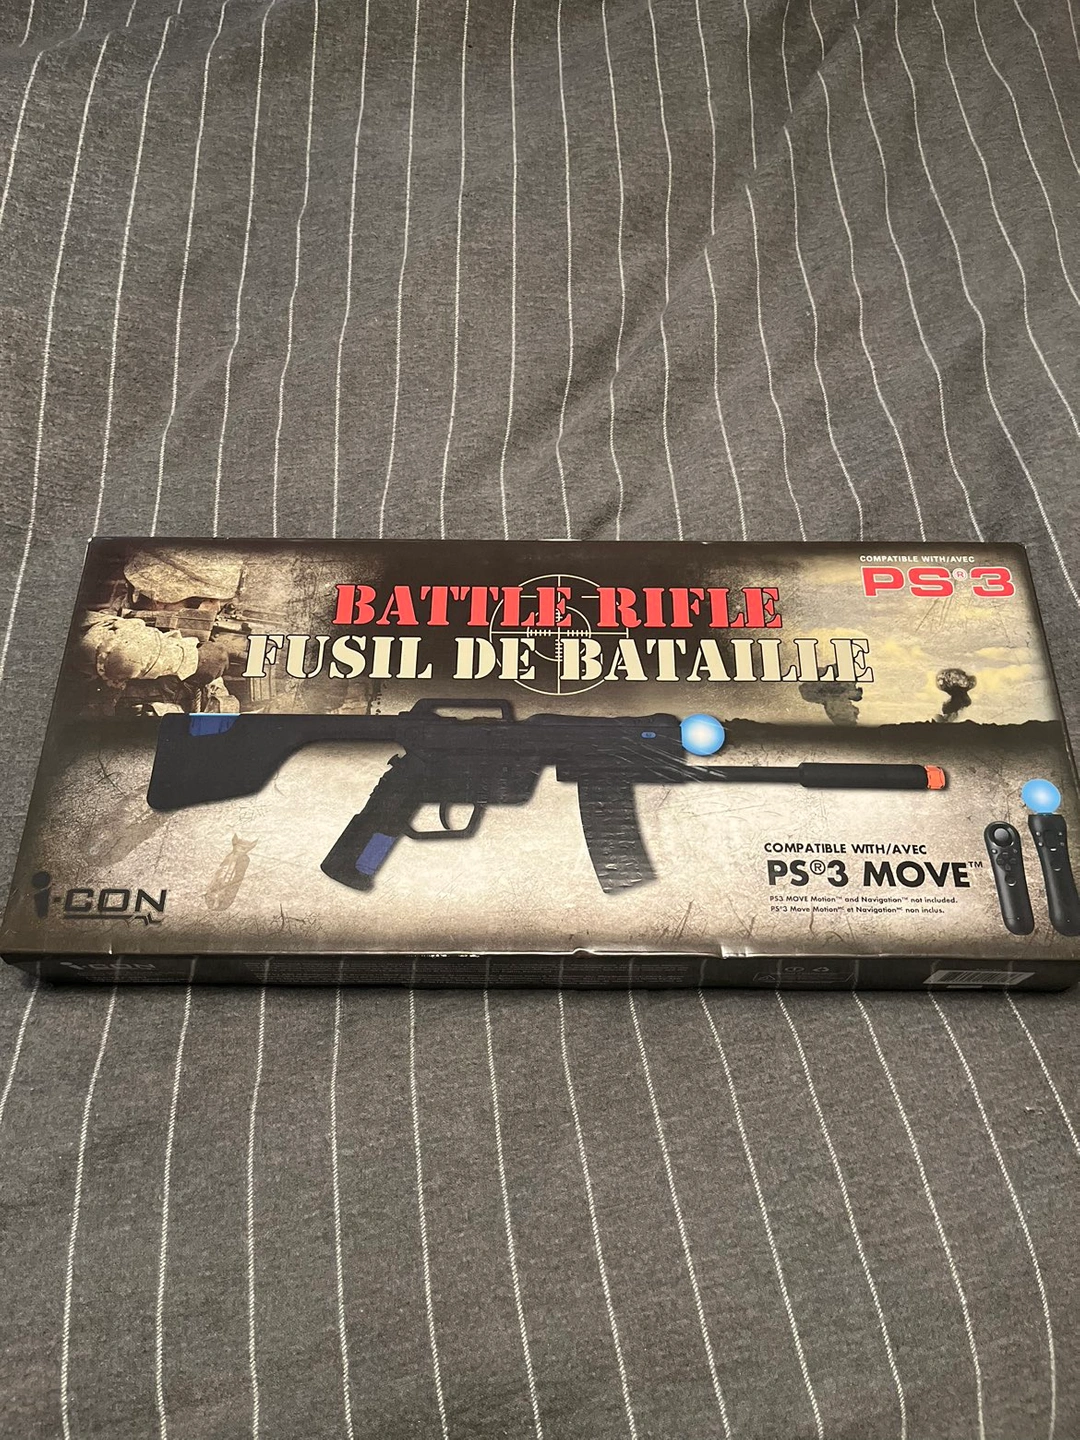 COMPATIBLE WITH/AVEC
PS®3
BATTLE RIFLE
FUSIL DE BATAILLE
COMPATIBLE WITH/AVEC
PS®3 MOVE™
PS3 MOVE Motion™ and Navigation™ not included.
PS®3 Move Motion™ et Navigation™ non inclus.
i·CON
i·CON